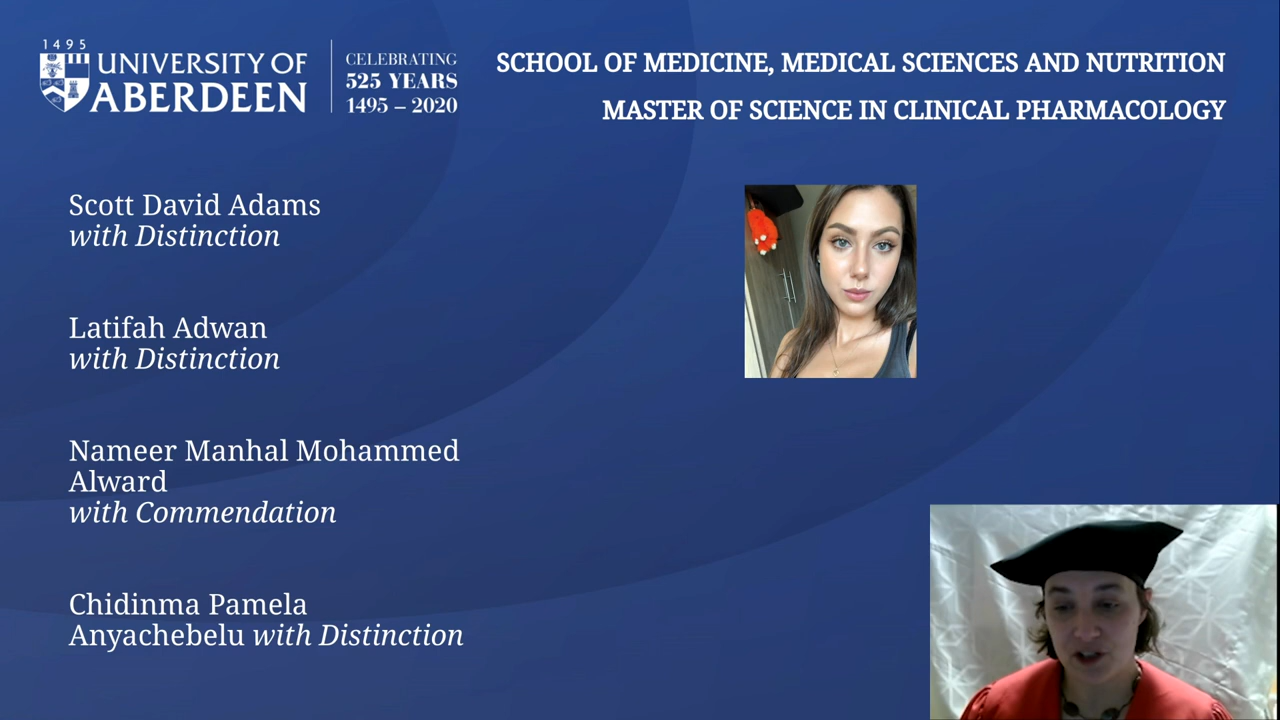 1495
UNIVERSITY OF
ABERDEEN
CELEBRATING
525 YEARS
1495 – 2020
SCHOOL OF MEDICINE, MEDICAL SCIENCES AND NUTRITION
MASTER OF SCIENCE IN CLINICAL PHARMACOLOGY
Scott David Adams
with Distinction
Latifah Adwan
with Distinction
Nameer Manhal Mohammed
Alward
with Commendation
Chidinma Pamela
Anyachebelu with Distinction